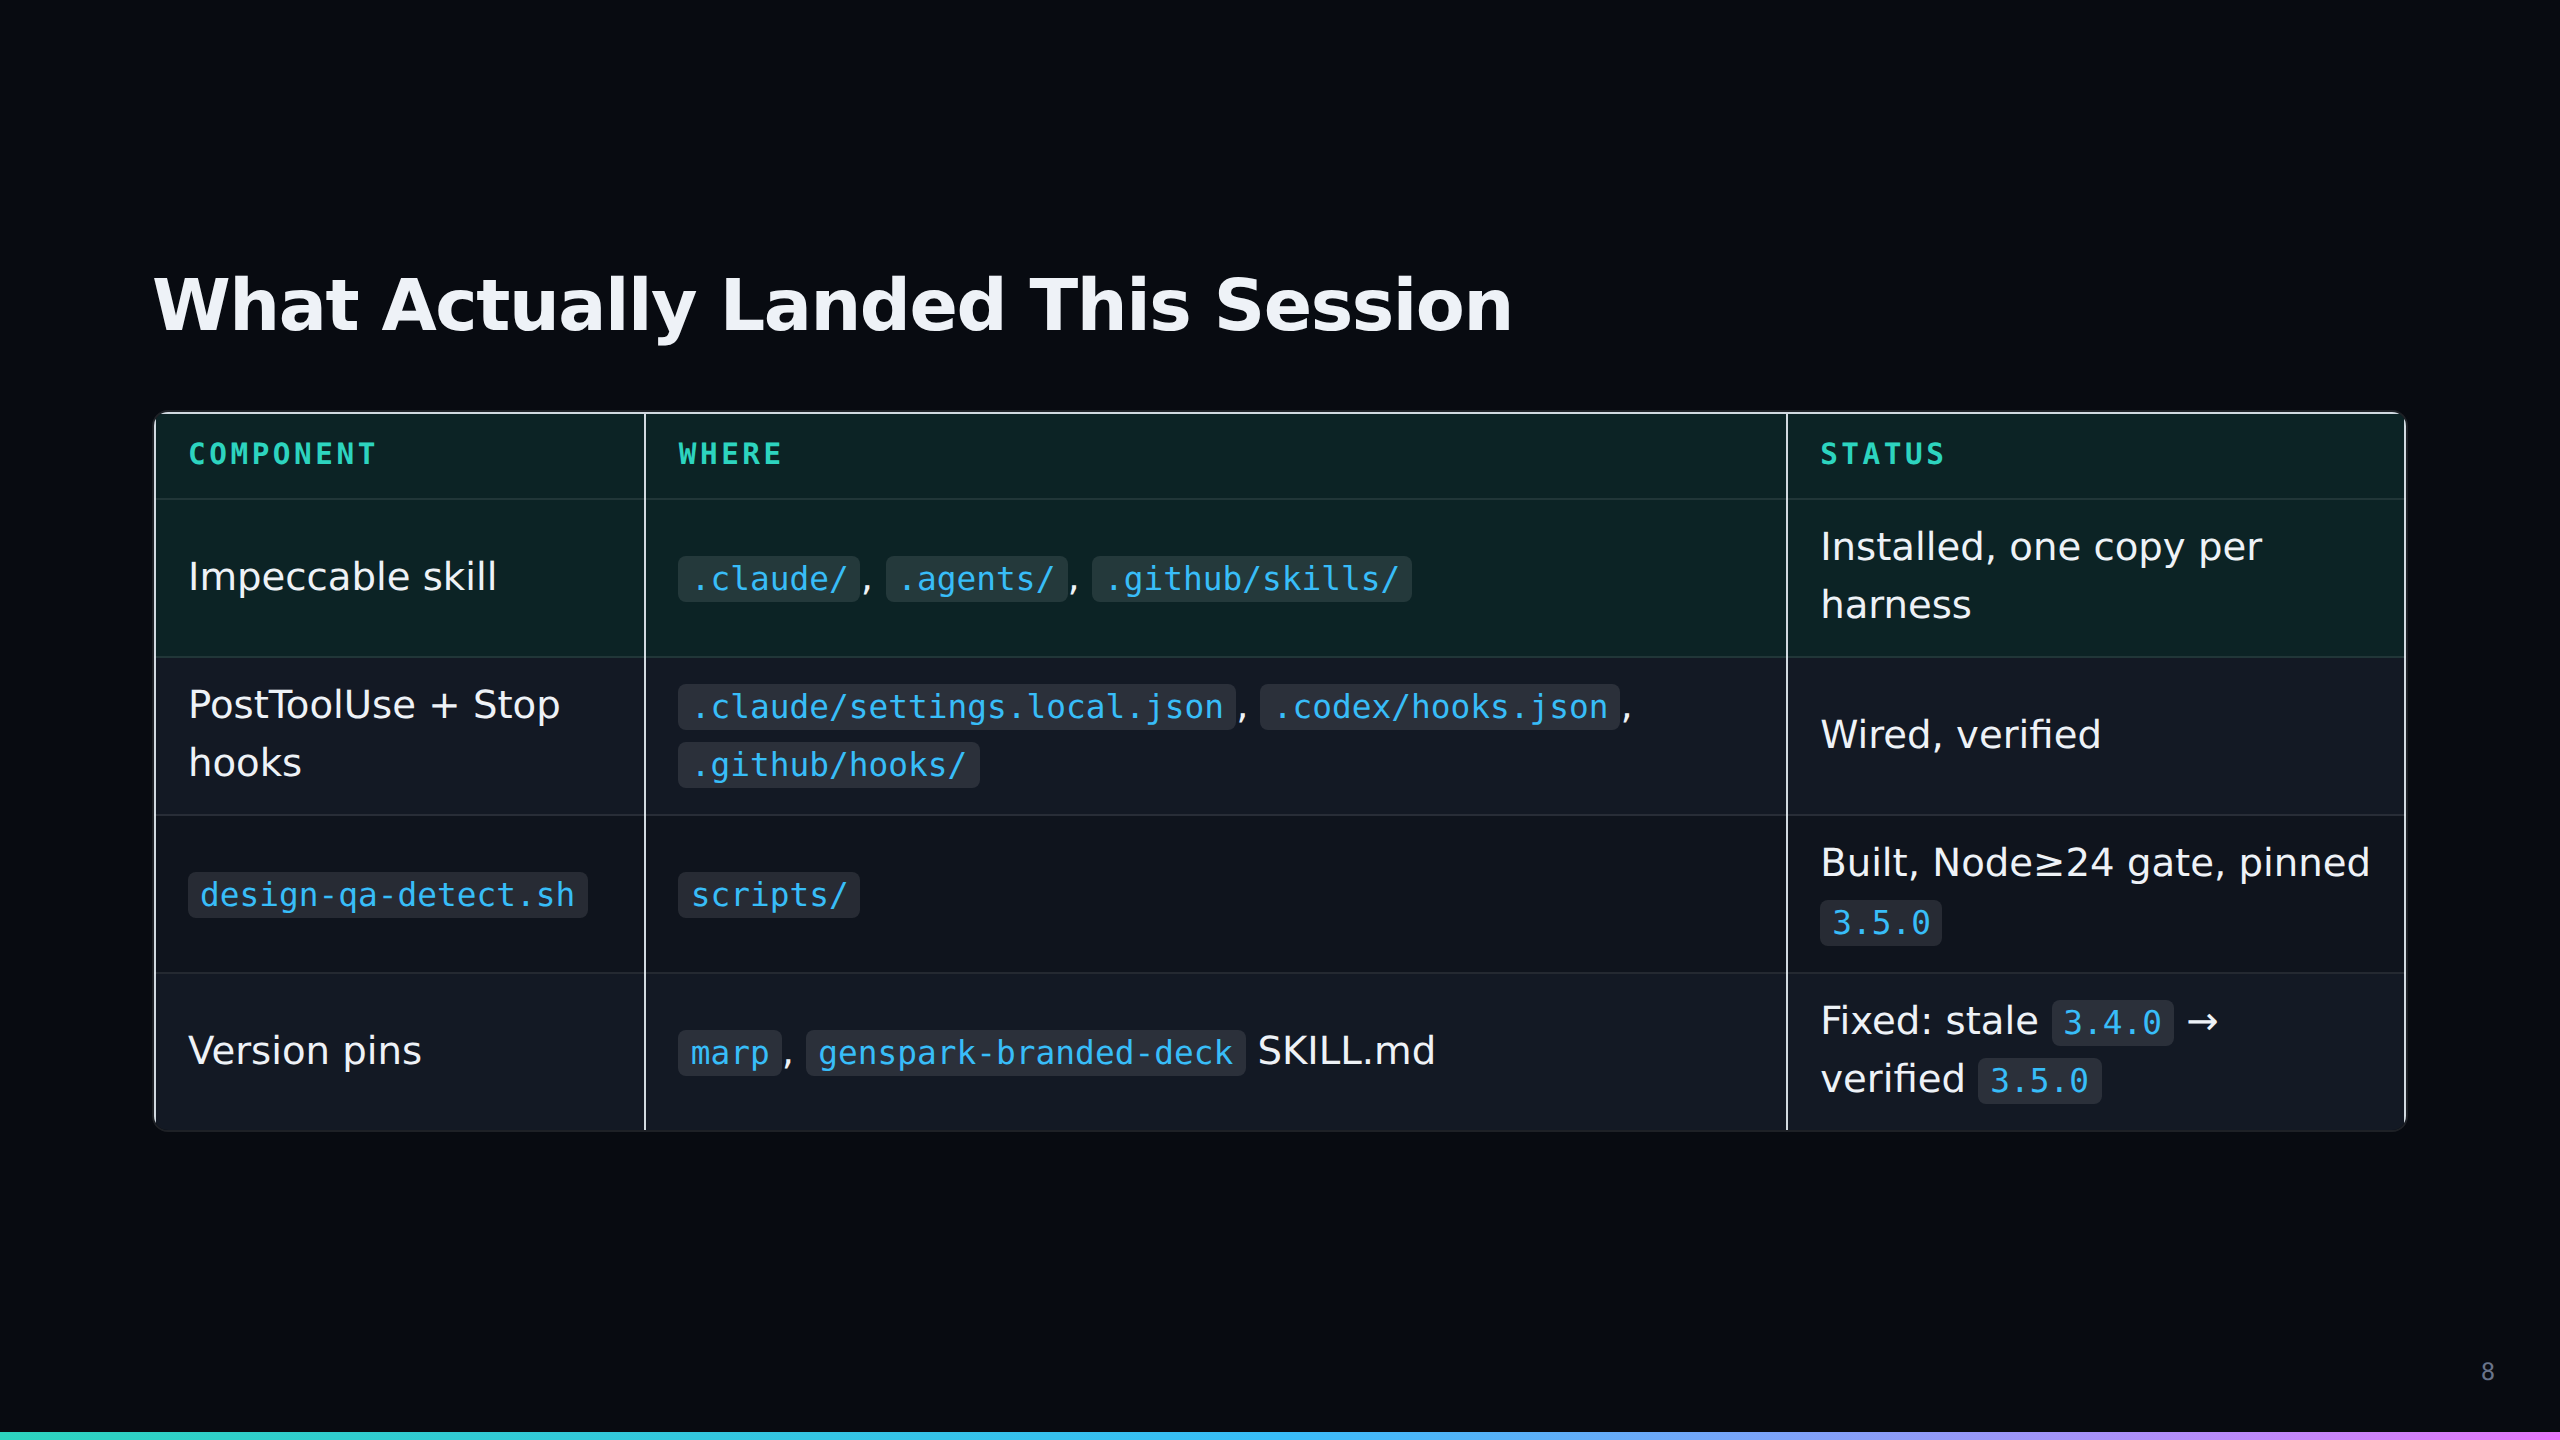 What Actually Landed This Session
COMPONENT WHERE STATUS
Impeccable skill .claude/, .agents/, .github/skills/ Installed, one copy per
harness
PostToolUse + Stop
hooks
.claude/settings.local.json, .codex/hooks.json,
.github/hooks/
Wired, verified
design-qa-detect.sh scripts/ Built, Node≥24 gate, pinned
3.5.0
Version pins marp, genspark-branded-deck SKILL.md Fixed: stale 3.4.0 →
verified 3.5.0
8